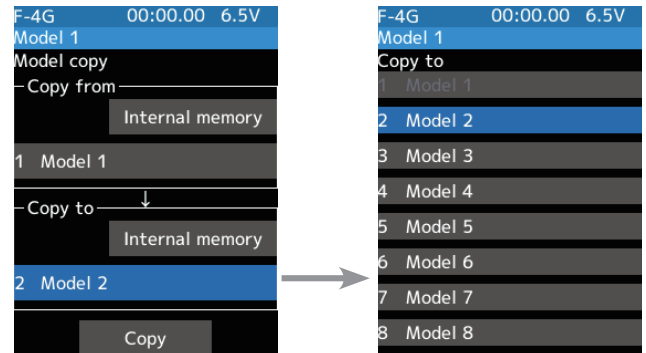 F-4G 00:00.00 6.5V
Model 1
Model copy
Copy from
Internal memory
1 Model 1
↓
Copy to
Internal memory
2 Model 2
Copy
F-4G 00:00.00 6.5V
Model 1
Copy to
1 Model 1
2 Model 2
3 Model 3
4 Model 4
5 Model 5
6 Model 6
7 Model 7
8 Model 8